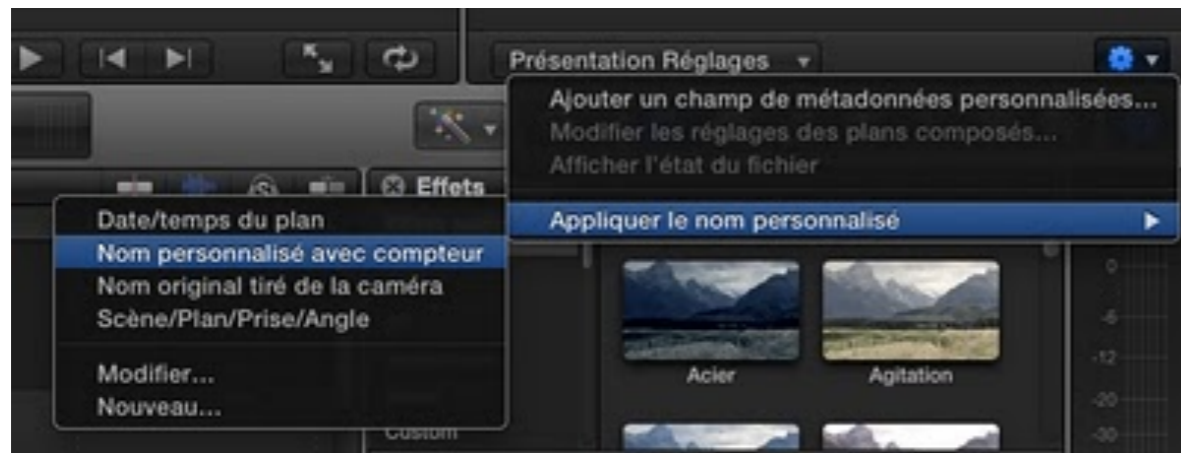 Présentation Réglages
Ajouter un champ de métadonnées personnalisées...
Modifier les réglages des plans composés...
Afficher l'état du fichier
Appliquer le nom personnalisé
Effets
Date/temps du plan
Nom personnalisé avec compteur
Nom original tiré de la caméra
Scène/Plan/Prise/Angle
Modifier...
Nouveau...
Custom
Acier
Agitation
0
-6
-12
-20
-30